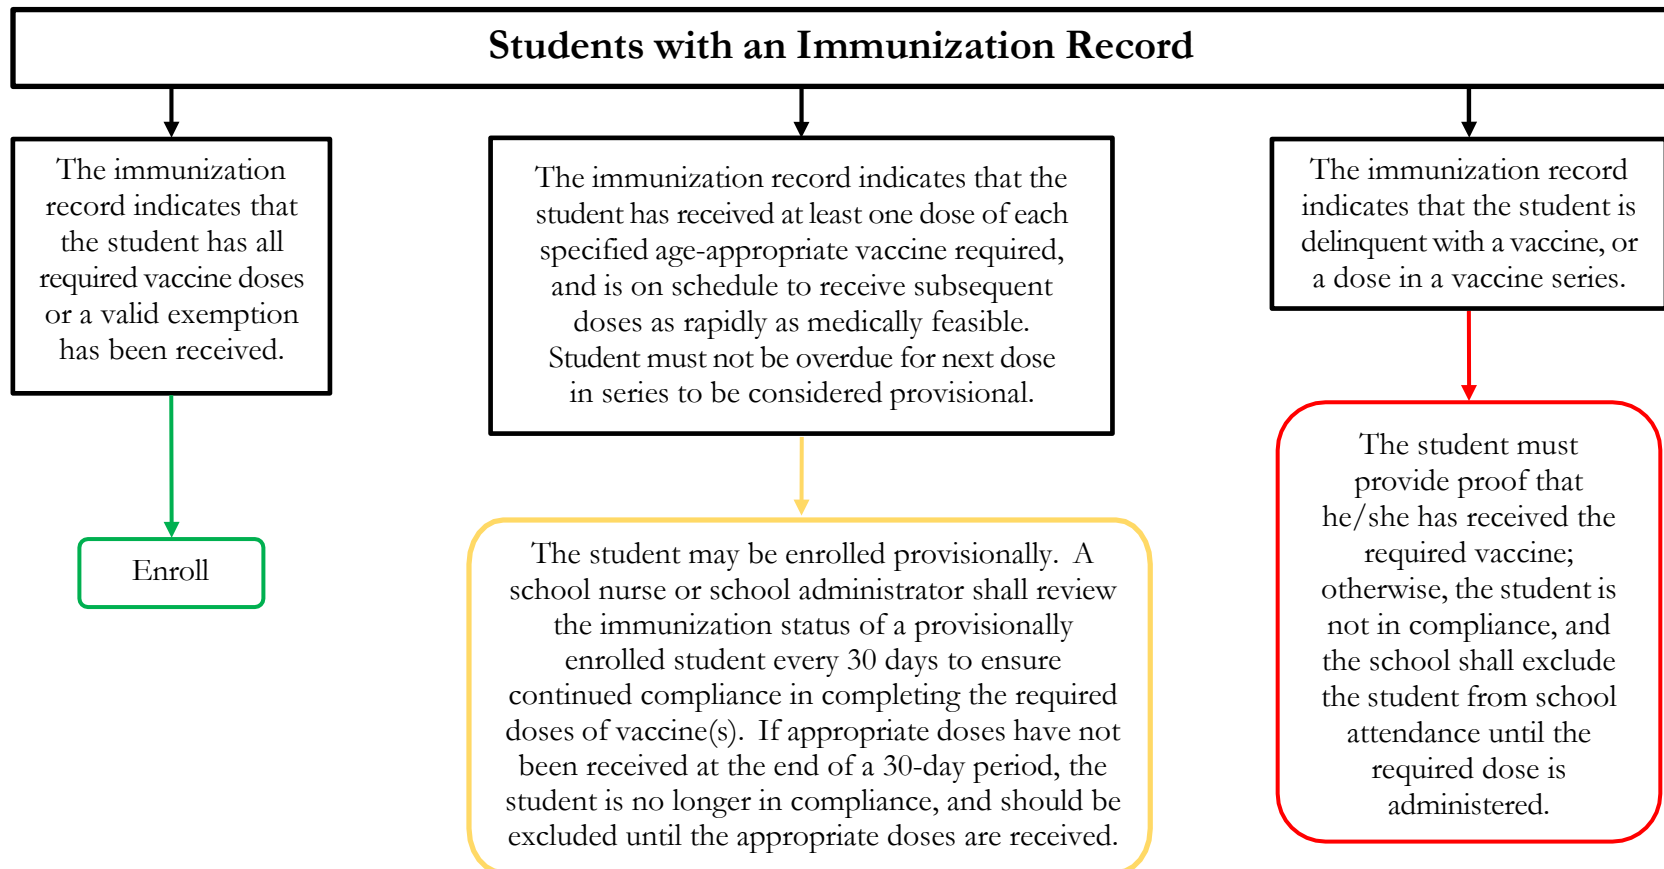 Students with an Immunization Record
The immunization
record indicates that
the student has all
required vaccine doses
or a valid exemption
has been received.
Enroll
The immunization record indicates that the
student has received at least one dose of each
specified age-appropriate vaccine required,
and is on schedule to receive subsequent
doses as rapidly as medically feasible.
Student must not be overdue for next dose
in series to be considered provisional.
The student may be enrolled provisionally.  A
school nurse or school administrator shall review
the immunization status of a provisionally
enrolled student every 30 days to ensure
continued compliance in completing the required
doses of vaccine(s).  If appropriate doses have not
been received at the end of a 30-day period, the
student is no longer in compliance, and should be
excluded until the appropriate doses are received.
The immunization record
indicates that the student is
delinquent with a vaccine, or
a dose in a vaccine series.
The student must
provide proof that
he/she has received the
required vaccine;
otherwise, the student is
not in compliance, and
the school shall exclude
the student from school
attendance until the
required dose is
administered.